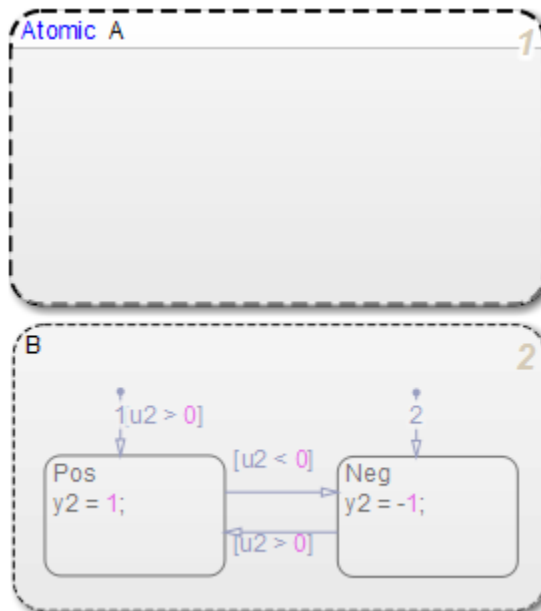 Atomic A
1
B
2
1[u2 > 0]
2
[u2 < 0]
Pos
y2 = 1;
Neg
y2 = -1;
[u2 > 0]